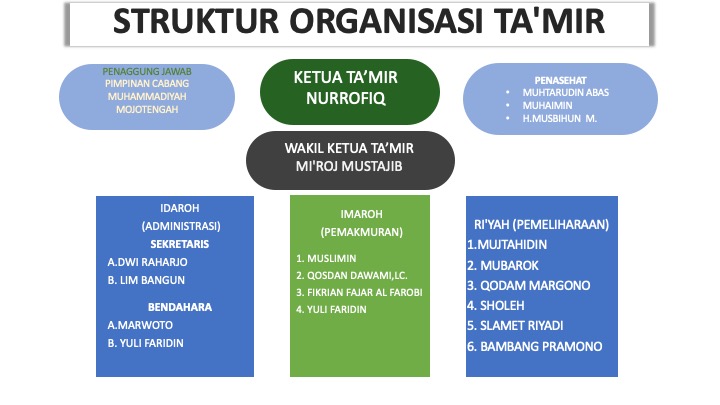 STRUKTUR ORGANISASI TA'MIR
PENAGGUNG JAWAB
PIMPINAN CABANG
MUHAMMADIYAH
MOJOTENGAH
KETUA TA’MIR
NURROFIQ
PENASEHAT
• MUHTARUDIN ABAS
• MUHAIMIN
• H.MUSBIHUN M.
WAKIL KETUA TA’MIR
MI'ROJ MUSTAJIB
IDAROH
(ADMINISTRASI)
SEKRETARIS
A.DWI RAHARJO
B. LIM BANGUN
BENDAHARA
A.MARWOTO
B. YULI FARIDIN
IMAROH
(PEMAKMURAN)
1. MUSLIMIN
2. QOSDAN DAWAMI,LC.
3. FIKRIAN FAJAR AL FAROBI
4. YULI FARIDIN
RI'YAH (PEMELIHARAAN)
1.MUJTAHIDIN
2. MUBAROK
3. QODAM MARGONO
4. SHOLEH
5. SLAMET RIYADI
6. BAMBANG PRAMONO